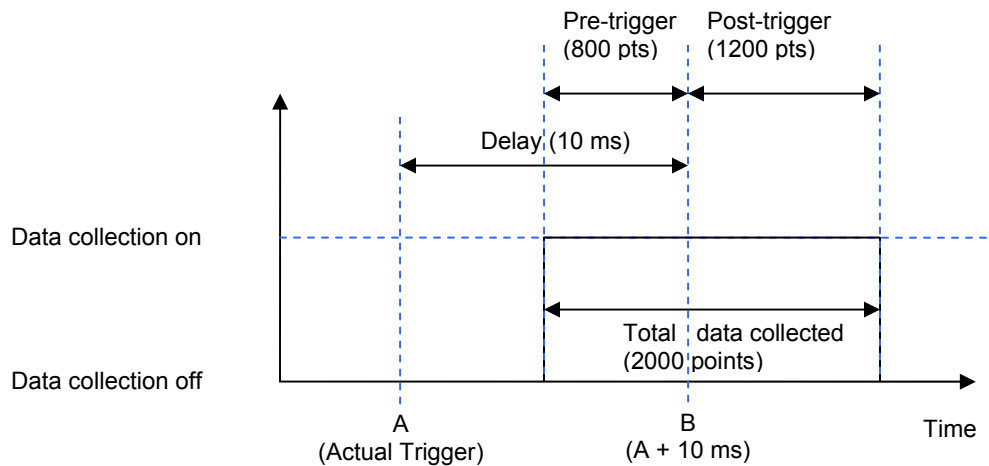 Pre-trigger
(800 pts)
Post-trigger
(1200 pts)
Delay (10 ms)
Data collection on
Total data collected
(2000 points)
Data collection off
A
(Actual Trigger)
B
(A + 10 ms)
Time